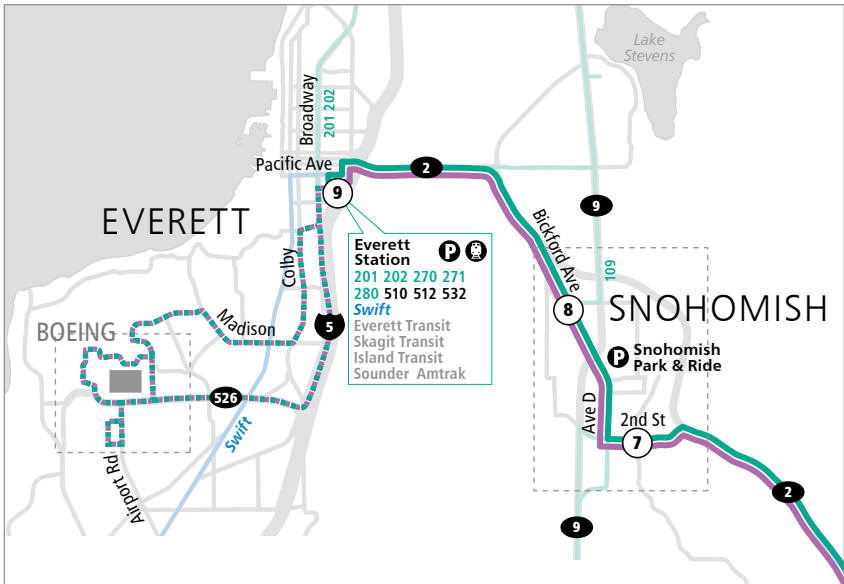 Lake
Stevens
Broadway
201 202
Pacific Ave
2
9
9
EVERETT
Everett
Station
P
201 202 270 271
280 510 512 532
Swift
Everett Transit
Skagit Transit
Island Transit
Sounder Amtrak
Bickford Ave
109
8
SNOHOMISH
Colby
Madison
5
BOEING
P
Snohomish
Park & Ride
526
Swift
Ave D
2nd St
7
Airport Rd
2
9